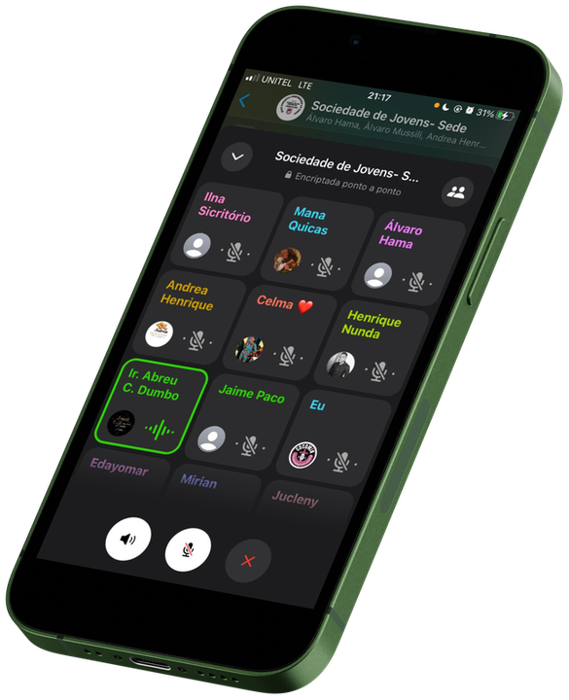 UNITEL LTE
21:17
31%
Sociedade de Jovens- Sede
Álvaro Hama, Álvaro Mussili, Andrea Henr...
Sociedade de Jovens- S...
Encriptada ponto a ponto
Ilna
Sicritório
Mana
Quicas
Álvaro
Hama
Andrea
Henrique
Celma ❤️
Henrique
Nunda
Ir. Abreu
C. Dumbo
Jaime Paco
Eu
Edayomar
Mirian
Jucleny